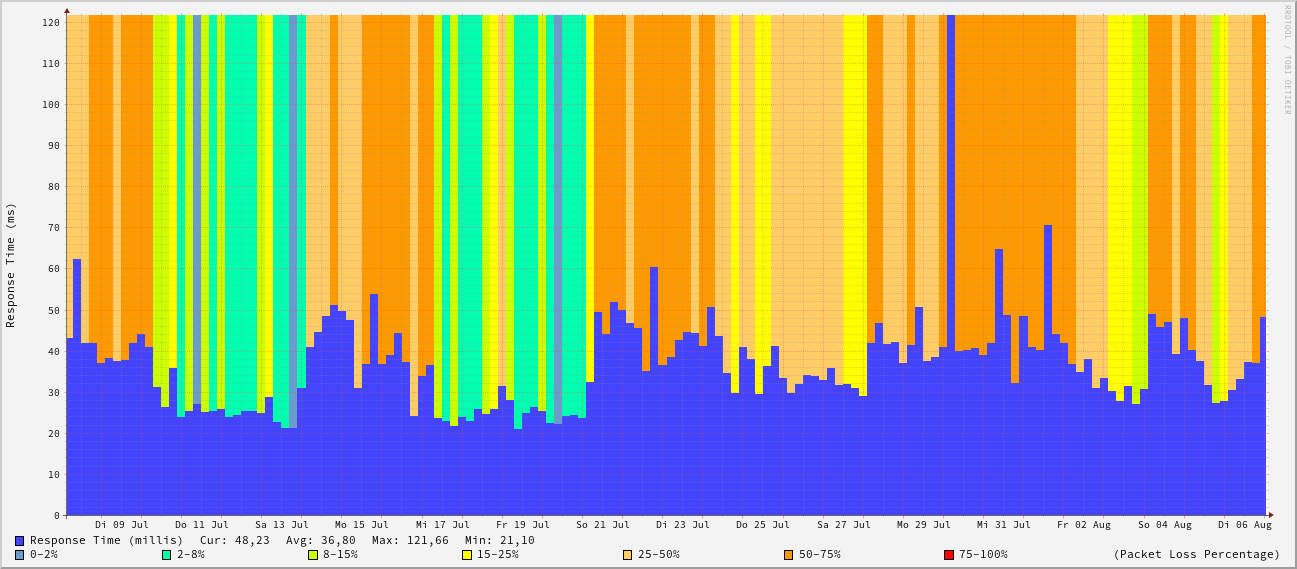 RRDTOOL / TOBI OETIKER
Response Time (ms)
120
110
100
90
80
70
60
50
40
30
20
10
0
Di 09 Jul Do 11 Jul Sa 13 Jul Mo 15 Jul Mi 17 Jul Fr 19 Jul So 21 Jul Di 23 Jul Do 25 Jul Sa 27 Jul Mo 29 Jul Mi 31 Jul Fr 02 Aug So 04 Aug Di 06 Aug
Response Time (millis) Cur: 48,23 Avg: 36,80 Max: 121,66 Min: 21,10
0-2% 2-8% 8-15% 15-25% 25-50% 50-75% 75-100% (Packet Loss Percentage)